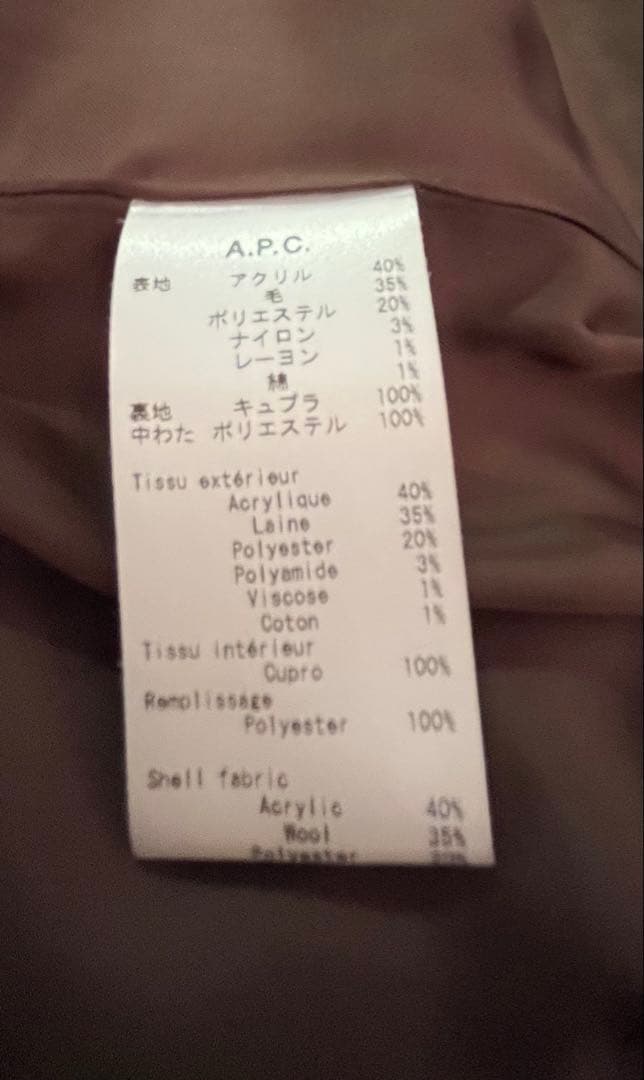 A.P.C.
表地 アクリル 40%
毛 35%
ポリエステル 20%
ナイロン 3%
レーヨン 1%
綿 1%
裏地 キュプラ 100%
中わた ポリエステル 100%
Tissu extérieur
Acrylique 40%
Laine 35%
Polyester 20%
Polyamide 3%
Viscose 1%
Coton 1%
Tissu intérieur
Cupro 100%
Remplissage
Polyester 100%
Shell fabric
Acrylic 40%
Wool 35%
Polyester 20%